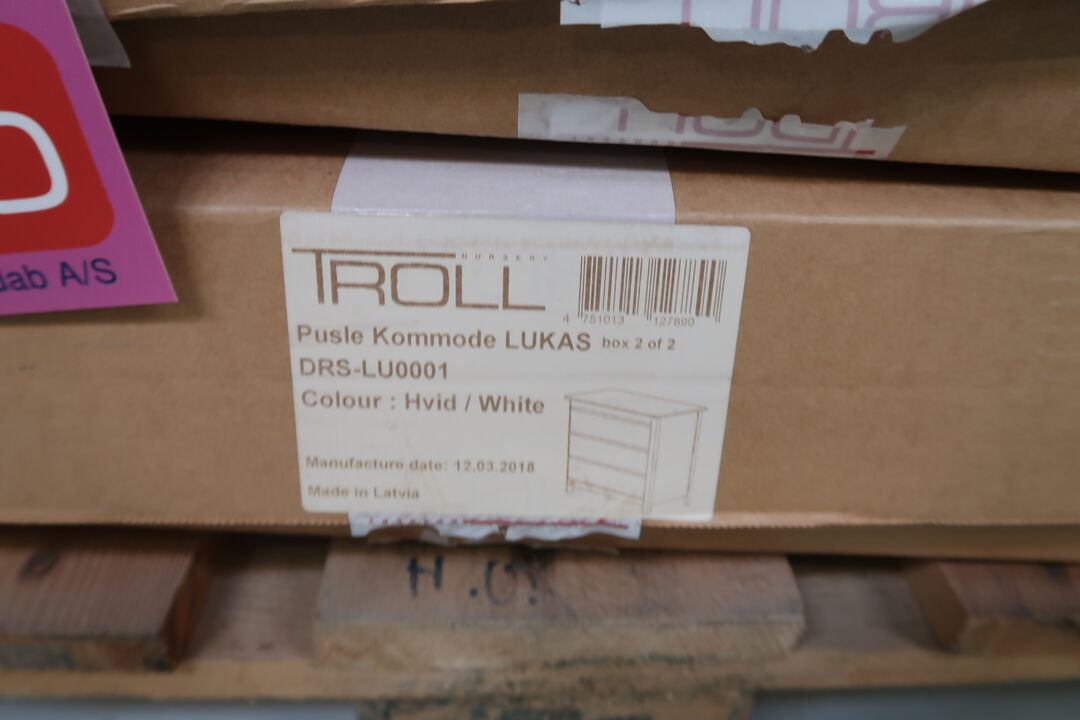 TROLL
NURSERY
4 751013 127890
Pusle Kommode LUKAS box 2 of 2
DRS-LU0001
Colour : Hvid / White
Manufacture date: 12.03.2018
Made in Latvia
dab A/S
H.O!